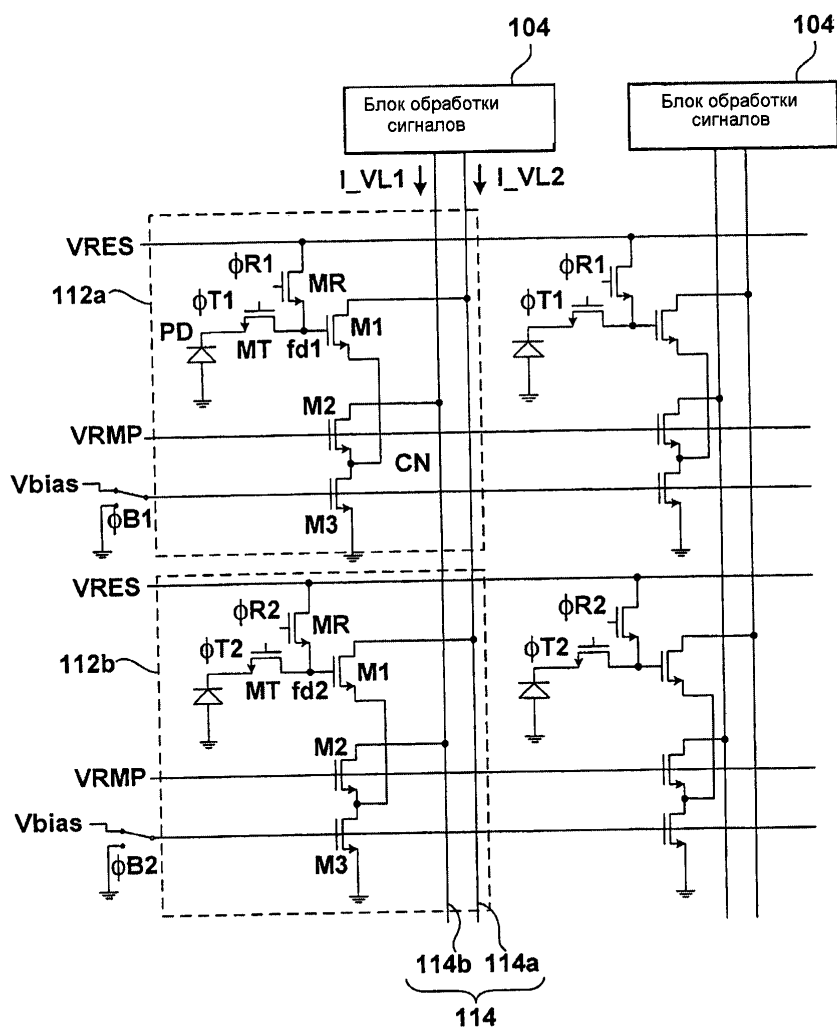 104
104
Блок обработки
сигналов
Блок обработки
сигналов
I_VL1
I_VL2
VRES
ϕR1
MR
ϕR1
112a
ϕT1
ϕT1
PD
MT
fd1
M1
M2
VRMP
CN
Vbias
ϕB1
M3
VRES
ϕR2
MR
ϕR2
112b
ϕT2
ϕT2
MT
fd2
M1
M2
VRMP
Vbias
ϕB2
M3
114b
114a
114